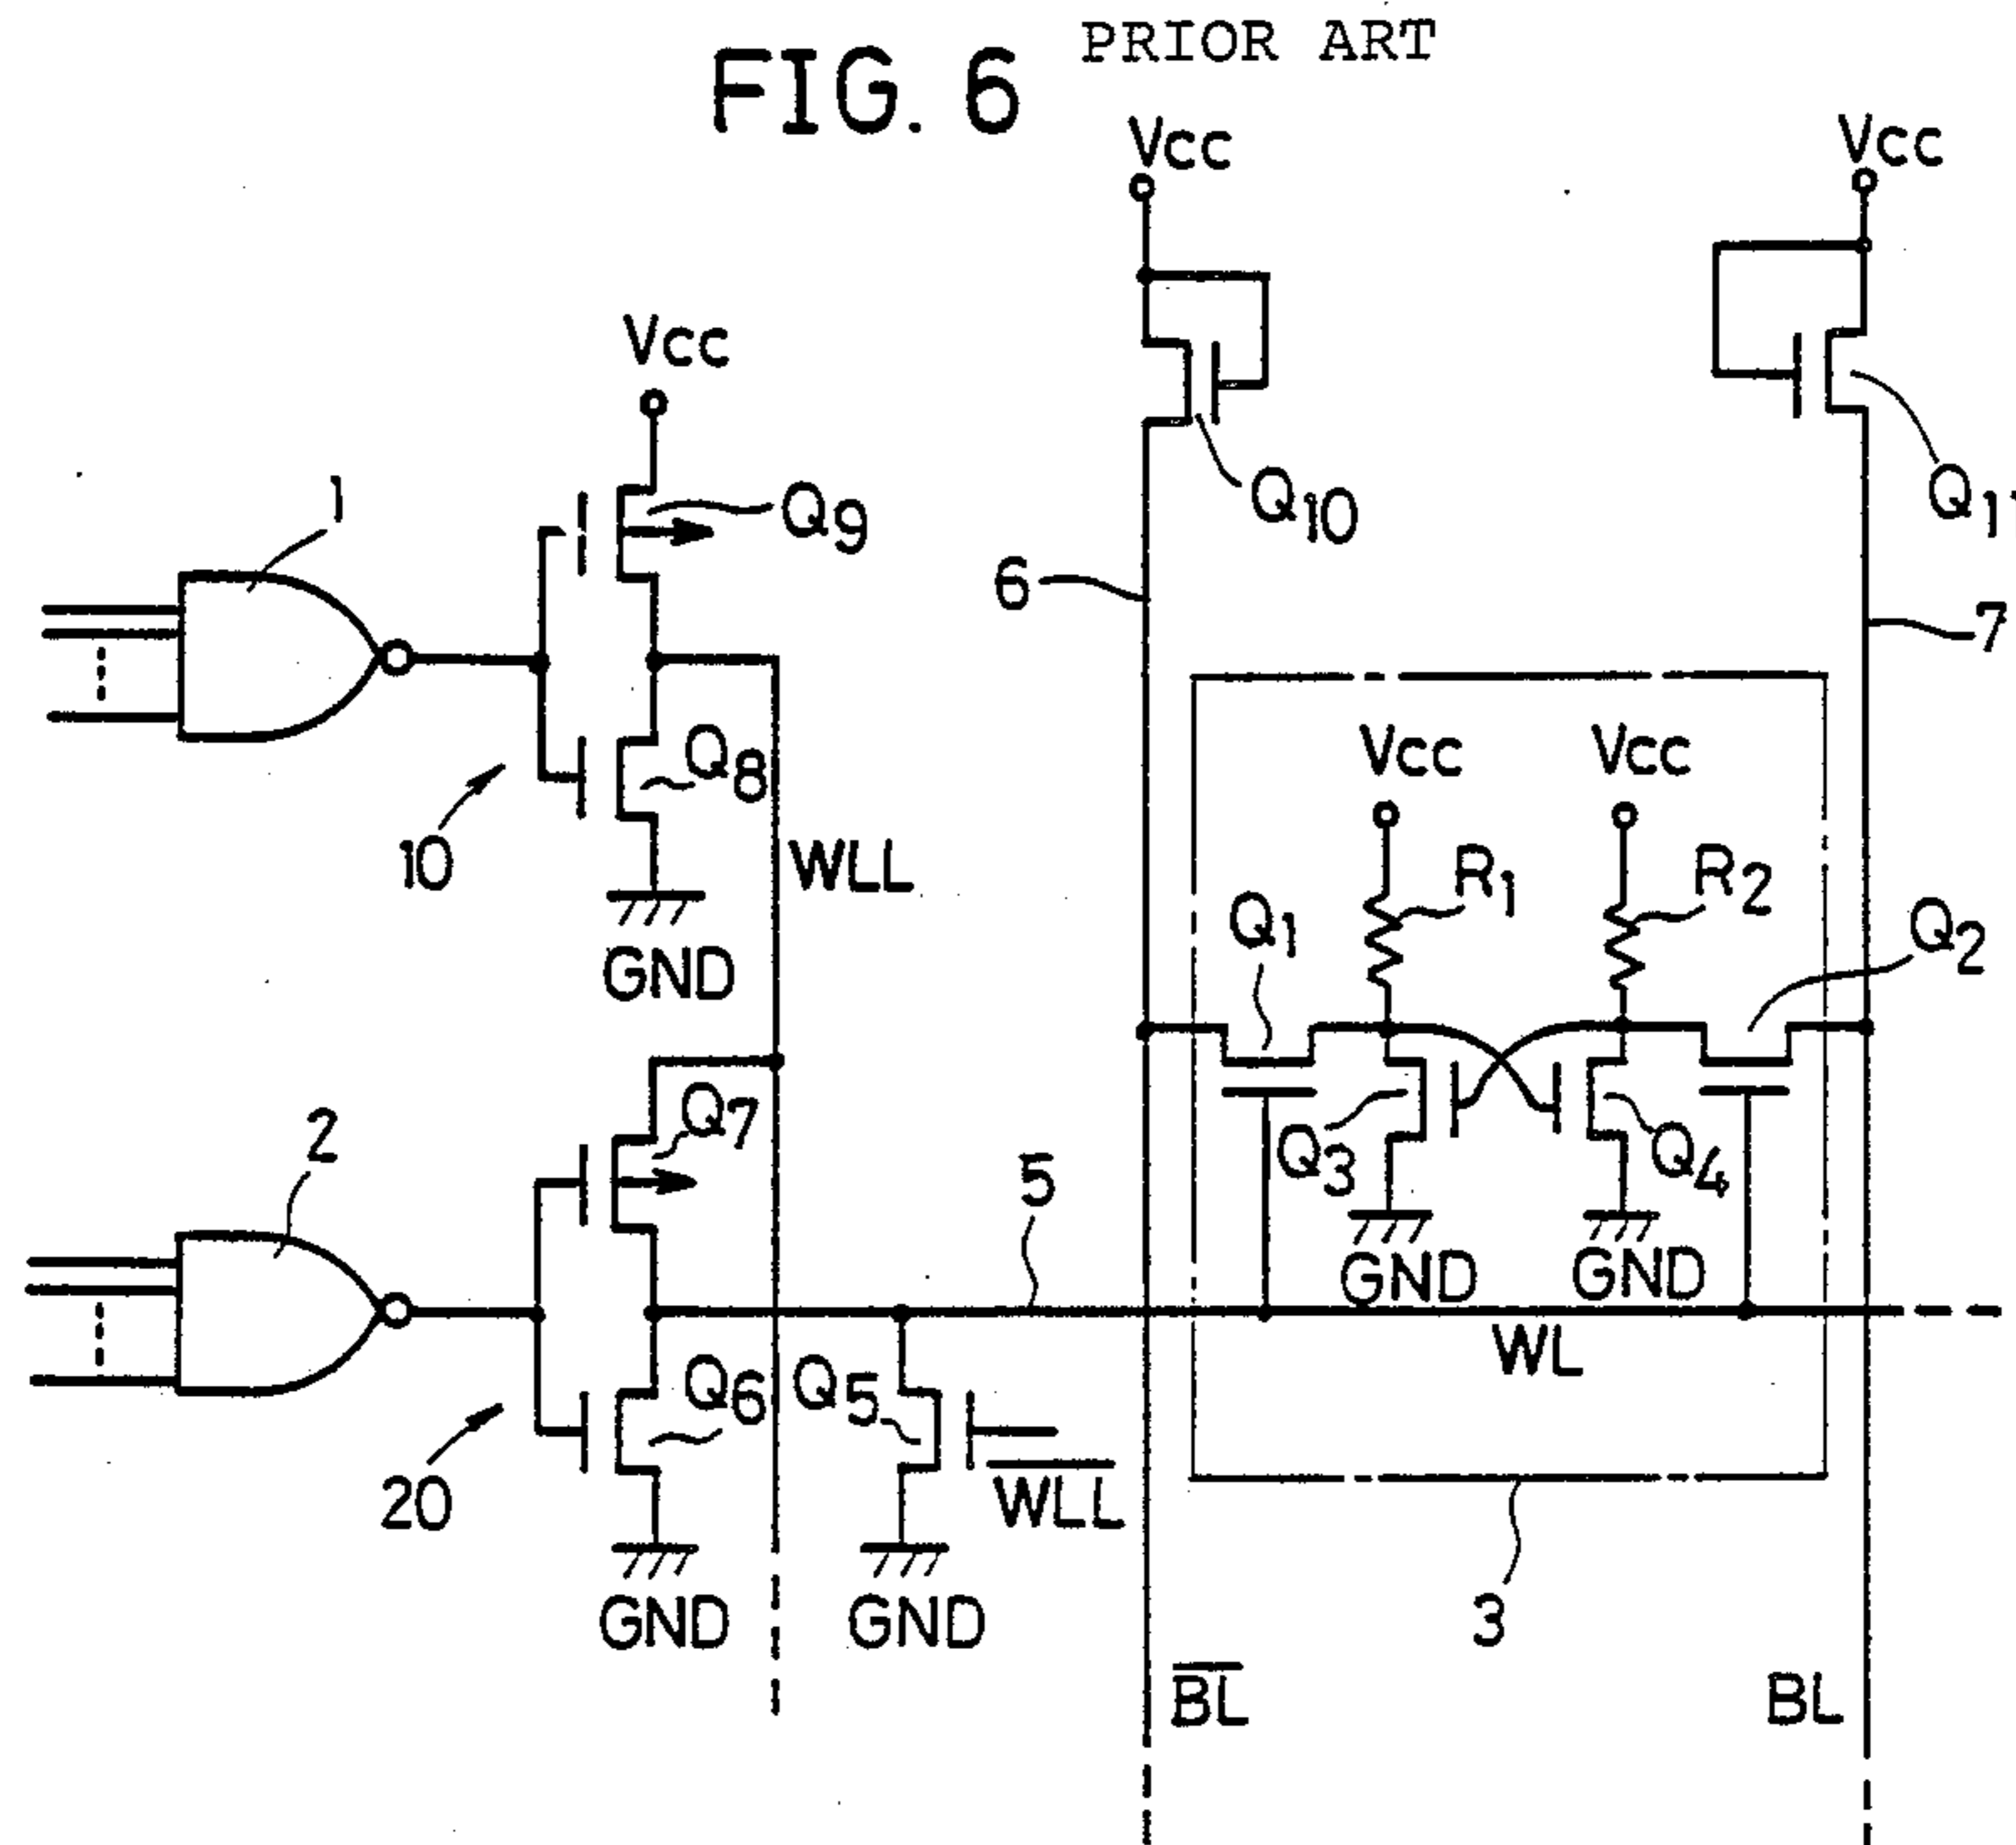 PRIOR ART
FIG. 6
Vcc
Vcc
Vcc
1
Q9
Q10
Q11
6
7
Q8
10
WLL
GND
Vcc
Vcc
R1
R2
Q1
Q2
2
Q7
5
Q3
Q4
GND
GND
WL
Q6
Q5
20
W̅L̅L̅
GND
GND
3
B̅L̅
BL